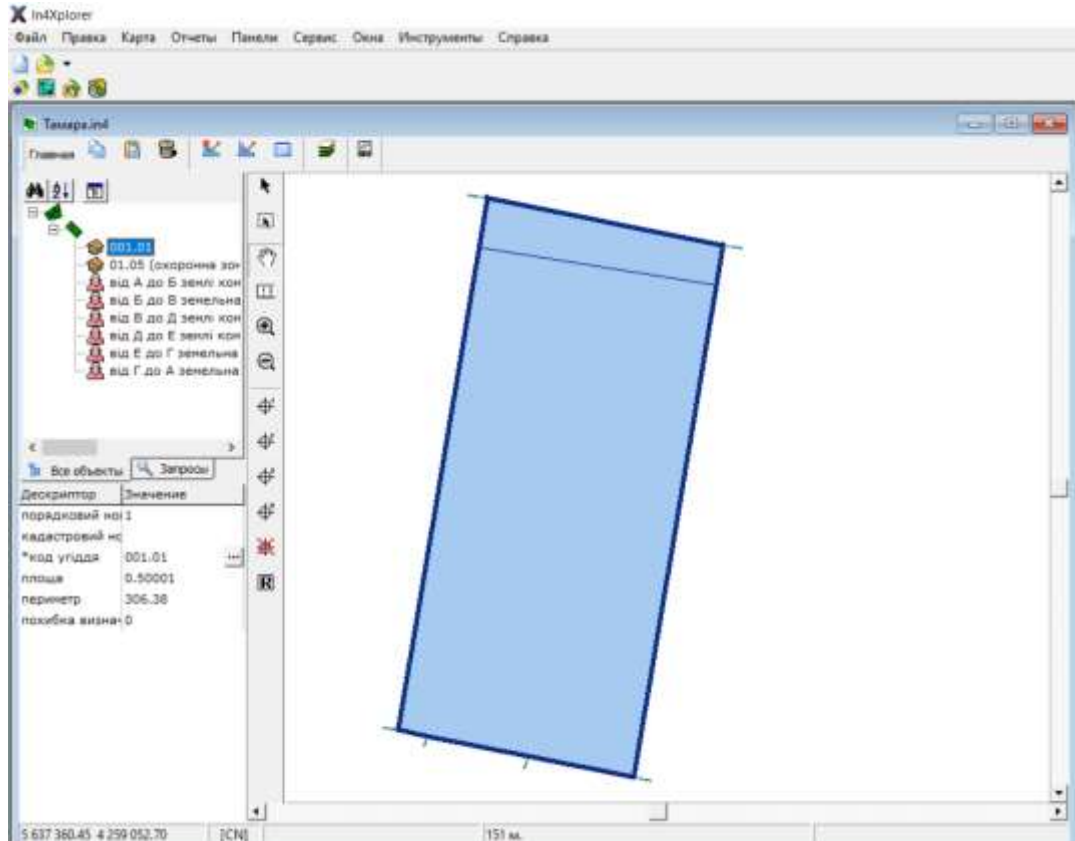 In4Xplorer
Файл Правка Карта Отчеты Панели Сервис Окна Инструменты Справка
Тамара.in4
Главная
001.01
01.05 (охоронна зон
від А до Б землі кон
від Б до В земельна
від В до Д землі кон
від Д до Е землі кон
від Е до Г земельна
від Г до А земельна
Все объекты Запросы
Дескриптор Значение
порядковий но 1
кадастровий но
*код угіддя 001.01 ...
площа 0.50001
периметр 306.38
похибка визна 0
5 637 360.45 4 259 052.70 [CN] 151 м.